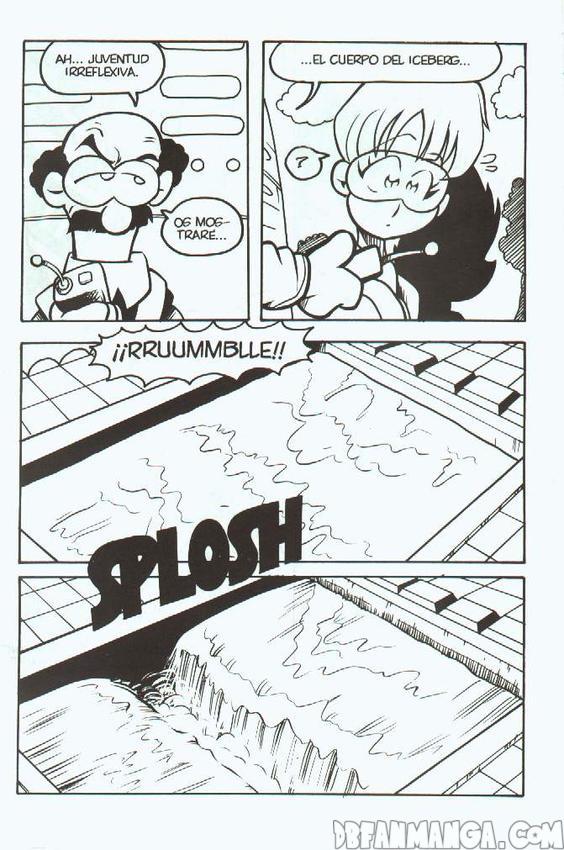 AH... JUVENTUD
IRREFLEXIVA.
OS MOS-
TRARE...
...EL CUERPO DEL ICEBERG...
?
¡¡RRUUMMBLLE!!
SPLOSH
DBFANMANGA.COM